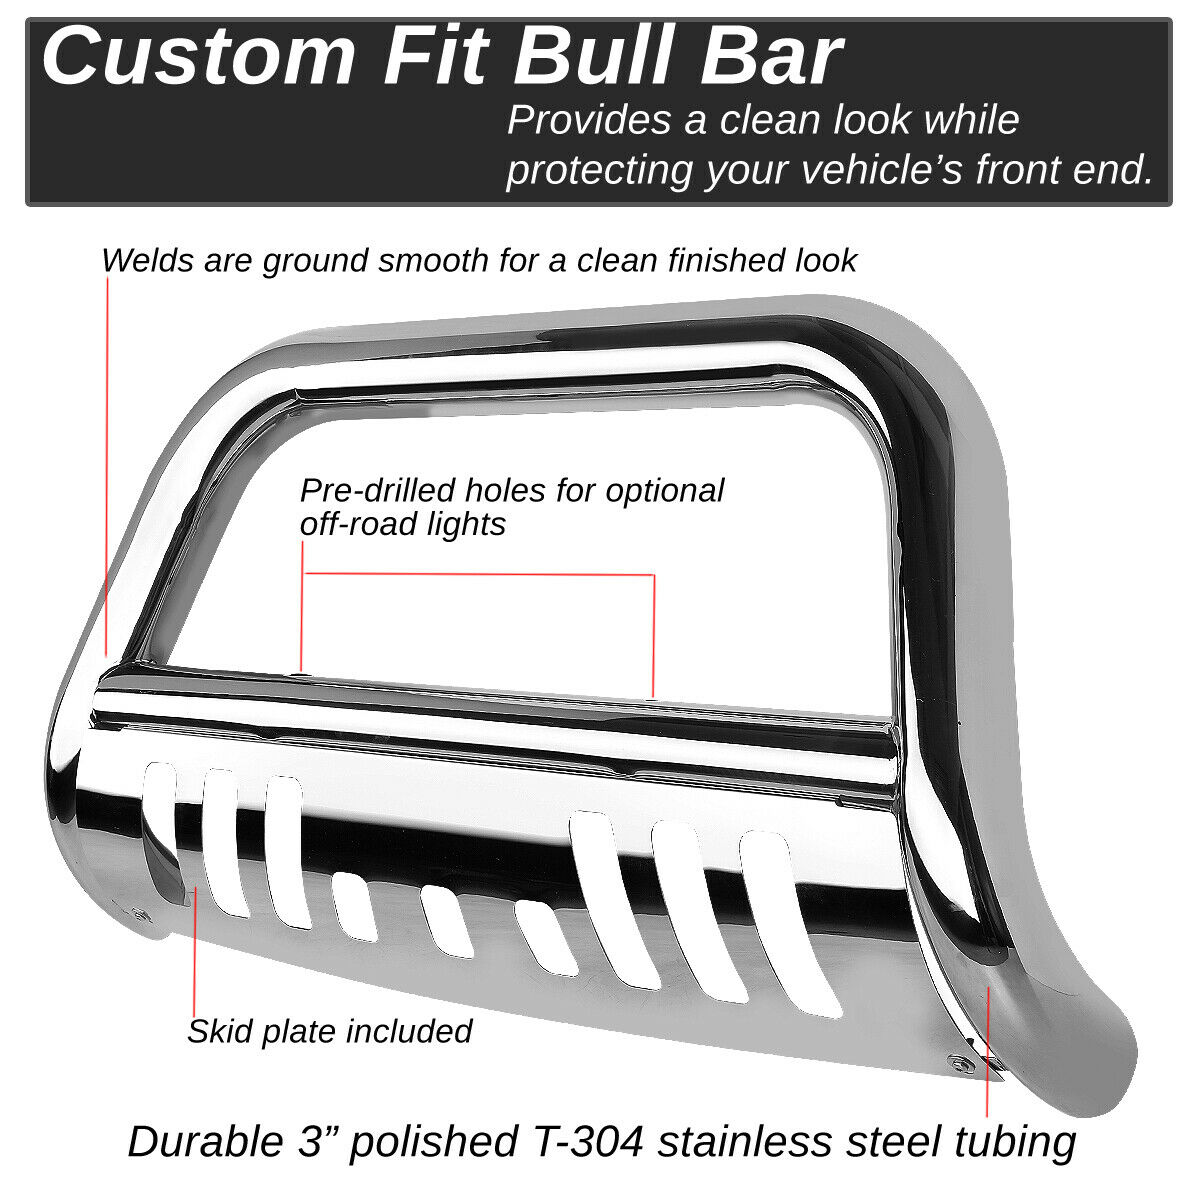 Custom Fit Bull Bar
Provides a clean look while
protecting your vehicle’s front end.
Welds are ground smooth for a clean finished look
Pre-drilled holes for optional
off-road lights
Skid plate included
Durable 3” polished T-304 stainless steel tubing